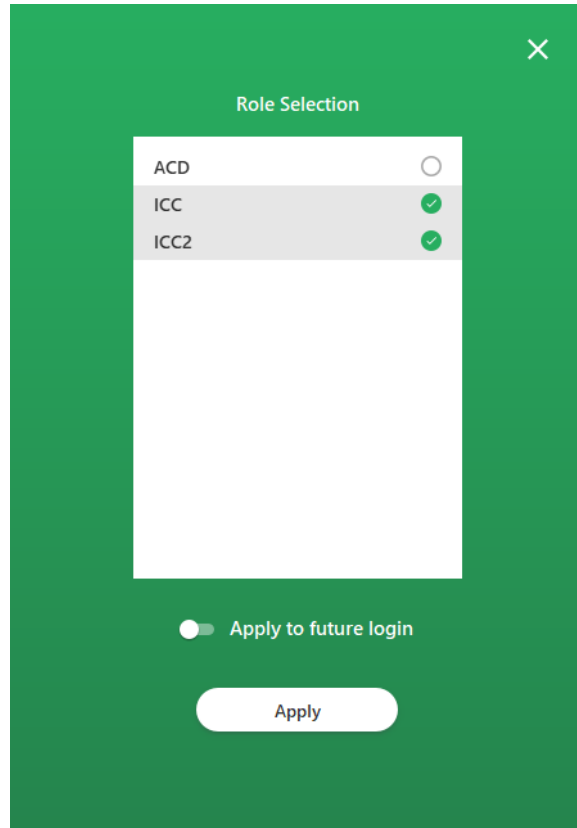 Role Selection
ACD
ICC
ICC2
Apply to future login
Apply